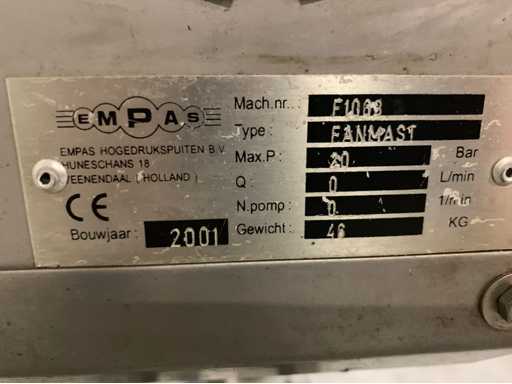 EMPAS
EMPAS HOGEDRUKSPUITEN B.V.
HUNESCHANS 18
VEENENDAAL ( HOLLAND )
CE
Bouwjaar : 2001
Mach.nr. : F1068
Type : FANMAST
Max.P : 20 Bar
Q : 0 L/min
N.pomp : 0 1/min
Gewicht : 46 KG